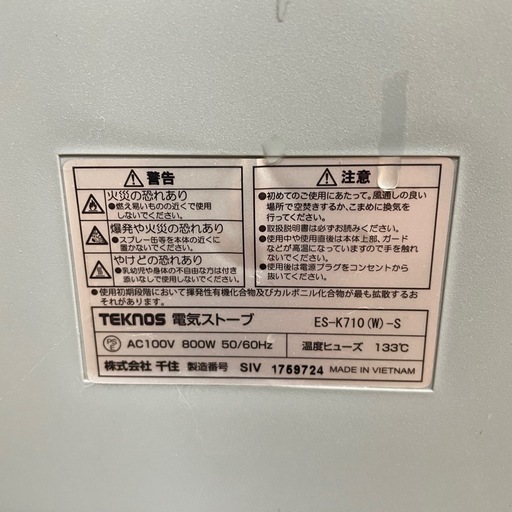 警告
火災の恐れあり
●燃え易いものの近くで使用
しないでください。
爆発や火災の恐れあり
●スプレー缶等を本体の近くに
置かないでください。
やけどの恐れあり
●乳幼児や身体の不自由な方は付き
添いなしで使用しないでください。
注意
●初めてのご使用にあたって。風通しの良い
場所で空焚きするか、こまめに換気を
行ってください。
●取扱説明書は必ずお読みください。
●使用中や使用直後は本体上部、ガード
などが高温になっていますので手を触れ
ないでください。
●使用後は電源プラグをコンセントから
抜いてください。
●使用初期段階において揮発性有機化合物及びカルボニル化合物が最も拡散するおそれがあります。
TEKNOS 電気ストーブ ES-K710(W)-S
PS E AC100V 800W 50/60Hz 温度ヒューズ 133℃
株式会社 千住 製造番号 SIV 1759724 MADE IN VIETNAM